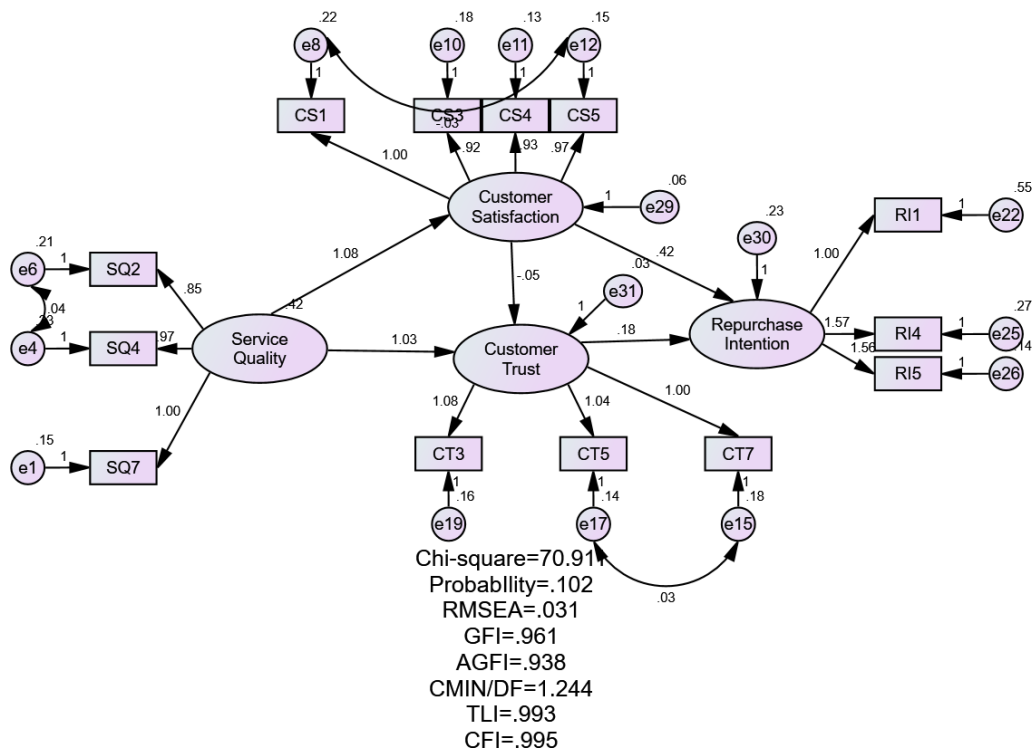 .22
.18
.13
.15
e8
e10
e11
e12
1
1
1
1
CS1
CS3
CS4
CS5
-.03
1.00
.92
.93
.97
Customer
Satisfaction
1
e29
.06
.55
RI1
1
e22
.23
e30
1
.21
e6
1
SQ2
.85
1.08
.42
1.00
.42
.04
-.05
.03
e31
1
e4
1
SQ4
.97
Service
Quality
1.03
Customer
Trust
.18
Repurchase
Intention
1.57
RI4
1
e25
.27
1.56
RI5
1
e26
.14
1.00
1.08
1.04
1.00
.15
e1
1
SQ7
CT3
CT5
CT7
1
1
1
.16
.14
.18
e19
e17
e15
.03
Chi-square=70.911
ProbabIlity=.102
RMSEA=.031
GFI=.961
AGFI=.938
CMIN/DF=1.244
TLI=.993
CFI=.995